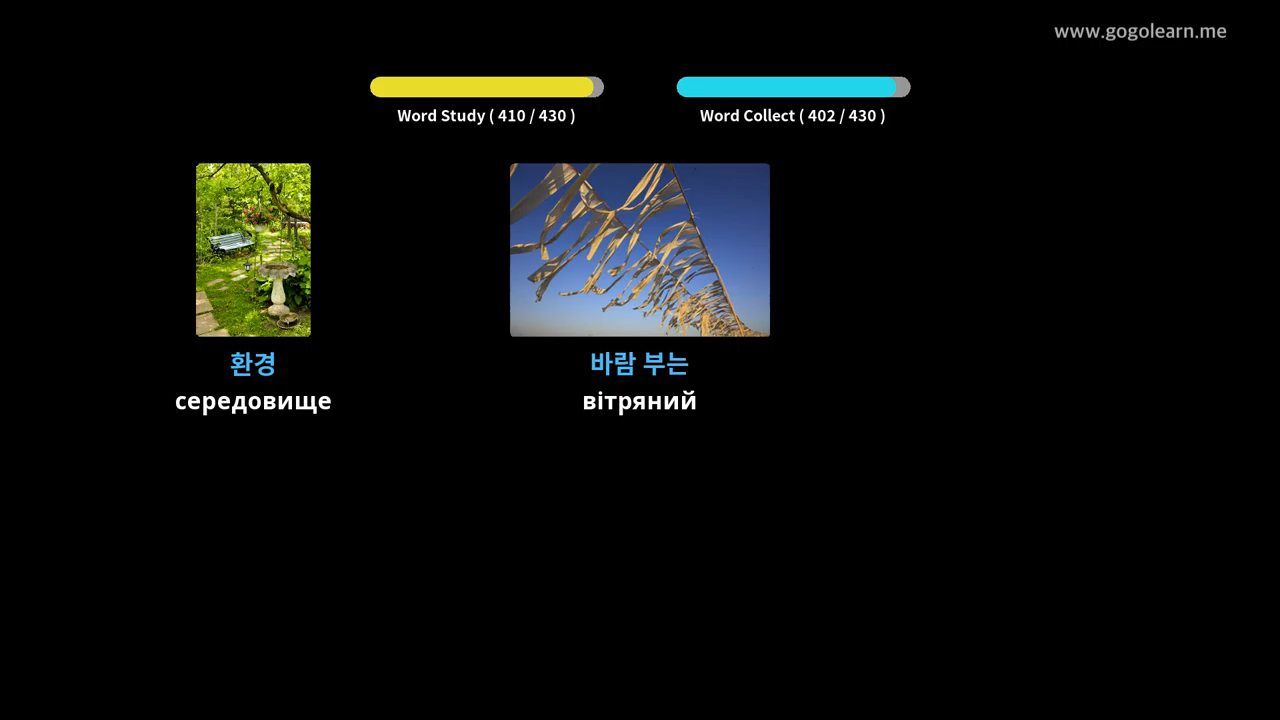 www.gogolearn.me
Word Study ( 410 / 430 )
Word Collect ( 402 / 430 )
환경
середовище
바람 부는
вітряний